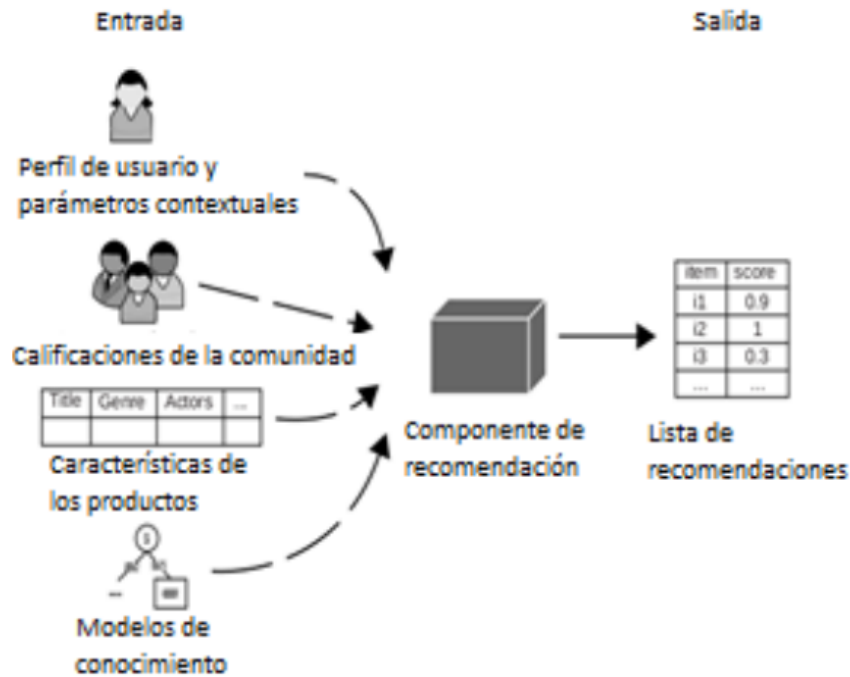 Entrada
Salida
Perfil de usuario y
parámetros contextuales
Calificaciones de la comunidad
Title Genre Actors ...
Características de
los productos
Modelos de
conocimiento
Componente de
recomendación
item score
i1 0.9
i2 1
i3 0.3
... ...
Lista de
recomendaciones